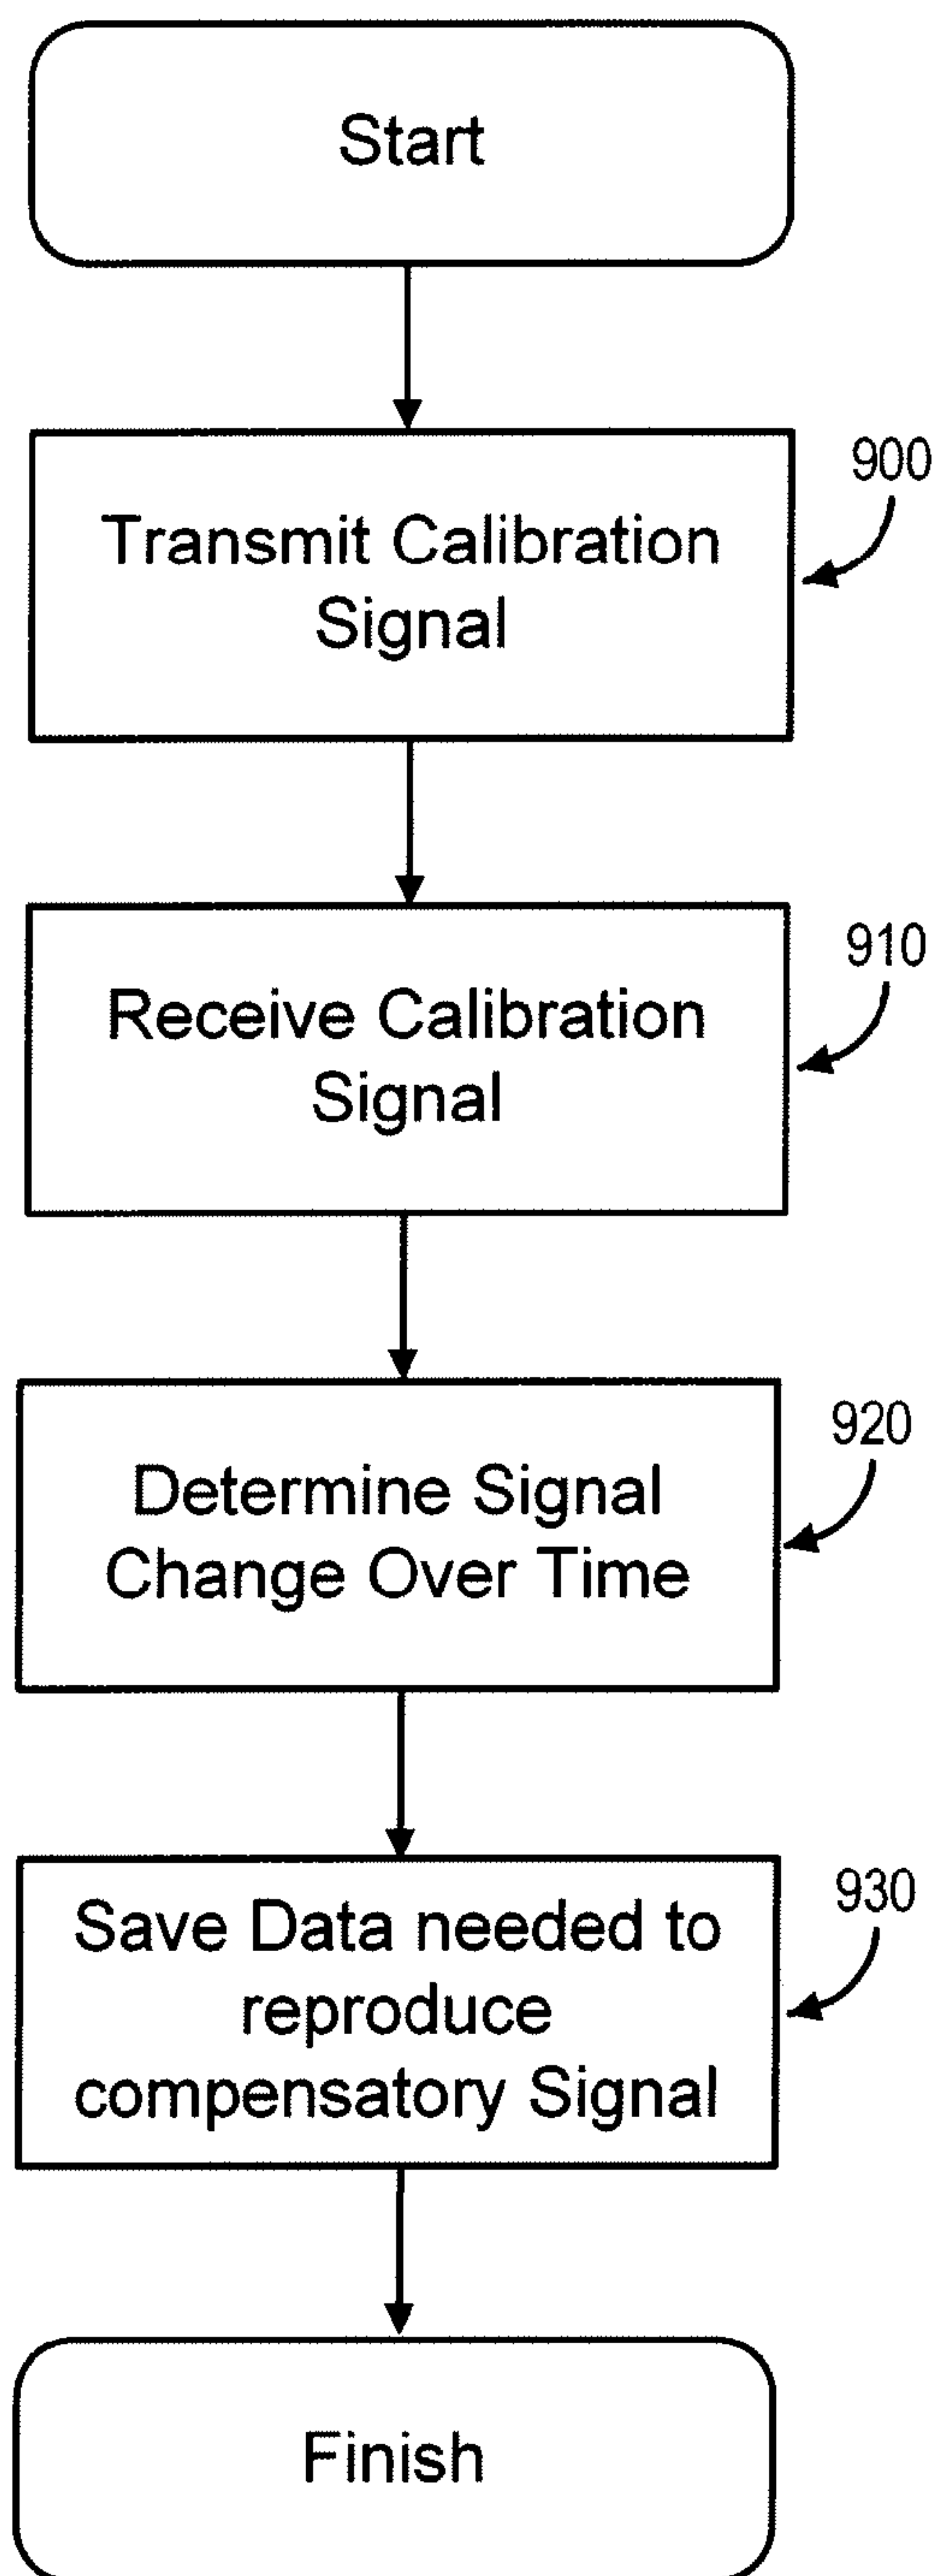 Start
900
Transmit Calibration
Signal
910
Receive Calibration
Signal
920
Determine Signal
Change Over Time
930
Save Data needed to
reproduce
compensatory Signal
Finish